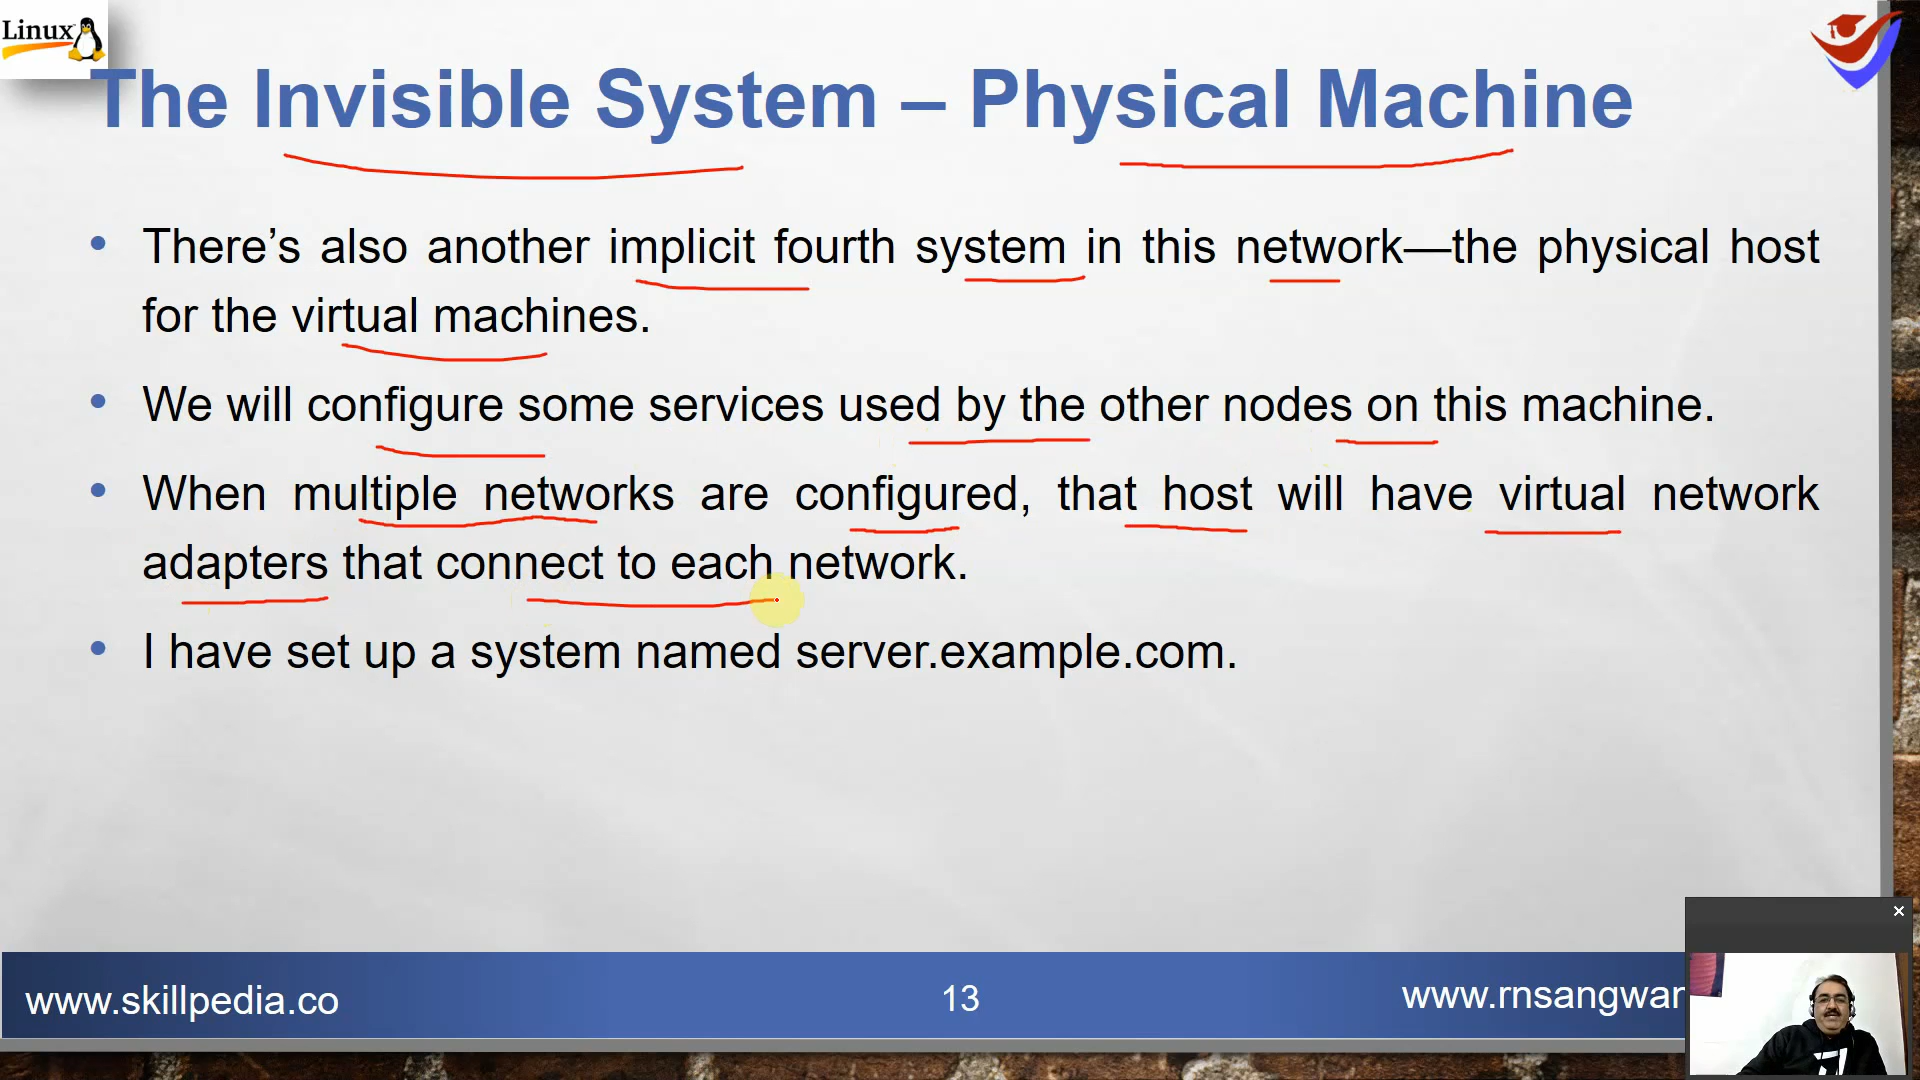 Linux
The Invisible System – Physical Machine
• There’s also another implicit fourth system in this network—the physical host
for the virtual machines.
• We will configure some services used by the other nodes on this machine.
• When multiple networks are configured, that host will have virtual network
adapters that connect to each network.
• I have set up a system named server.example.com.
www.skillpedia.co
13
www.rnsangwan